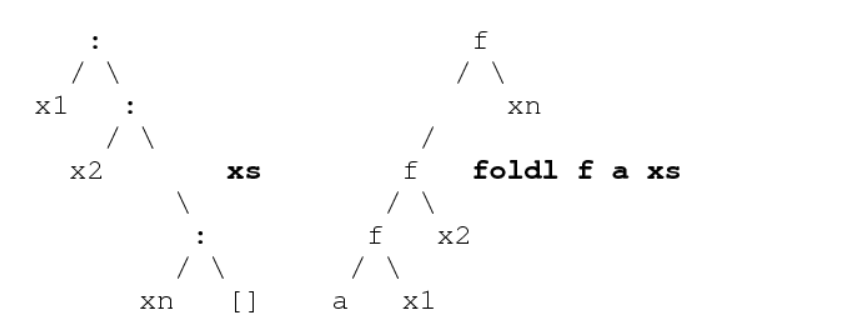 :                      f
/ \                    / \
x1   :                      xn
/ \                /
x2       xs        f   foldl f a xs
\           / \
:         f   x2
/ \       / \
xn   []    a   x1